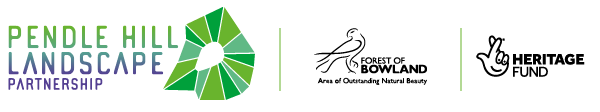 PENDLE HILL
LANDSCAPE
PARTNERSHIP
FOREST OF
BOWLAND
Area of Outstanding Natural Beauty
HERITAGE
FUND